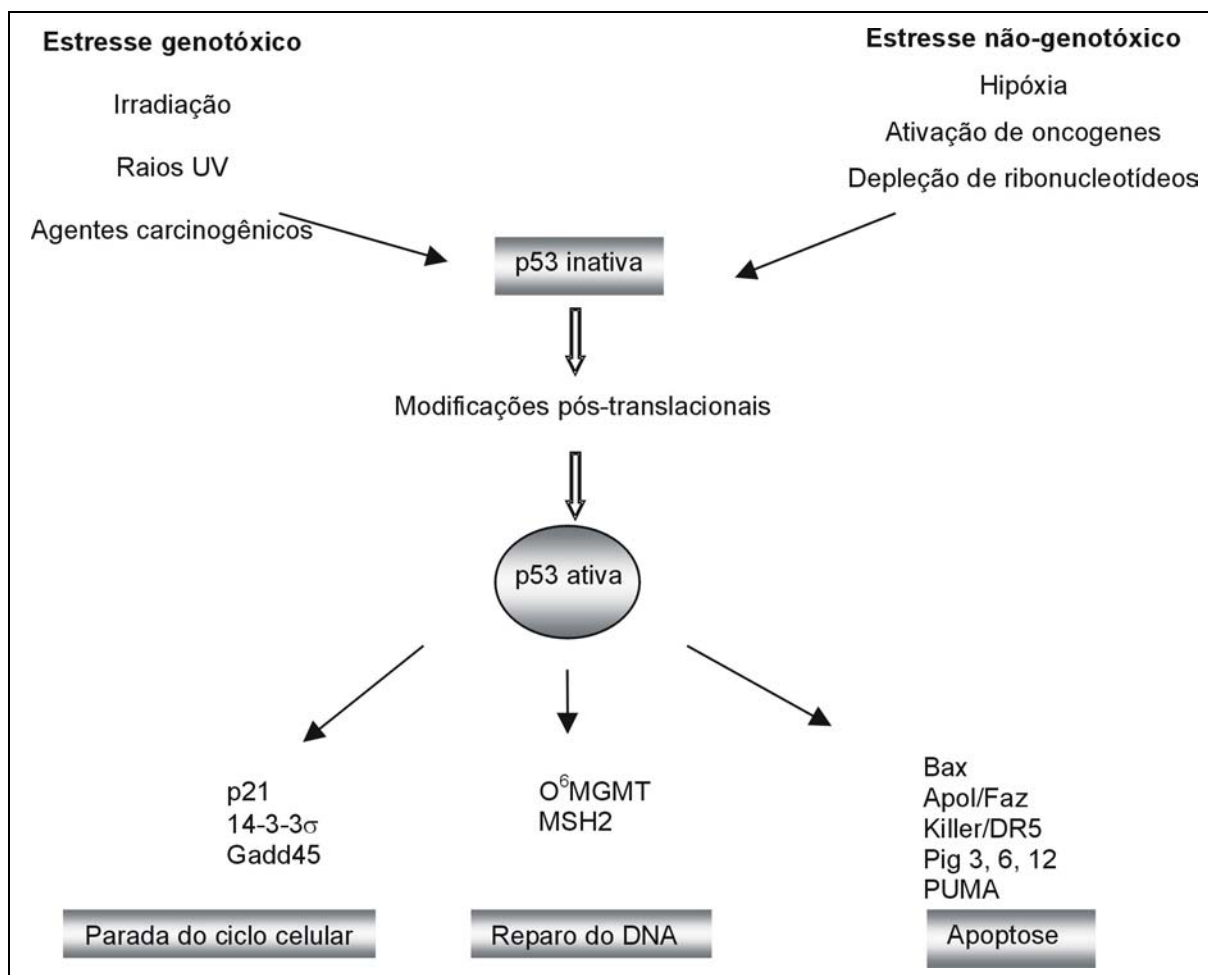 Estresse genotóxico
Irradiação
Raios UV
Agentes carcinogênicos
Estresse não-genotóxico
Hipóxia
Ativação de oncogenes
Depleção de ribonucleotídeos
p53 inativa
Modificações pós-translacionais
p53 ativa
p21
14-3-3σ
Gadd45
Parada do ciclo celular
O⁶MGMT
MSH2
Reparo do DNA
Bax
Apol/Faz
Killer/DR5
Pig 3, 6, 12
PUMA
Apoptose